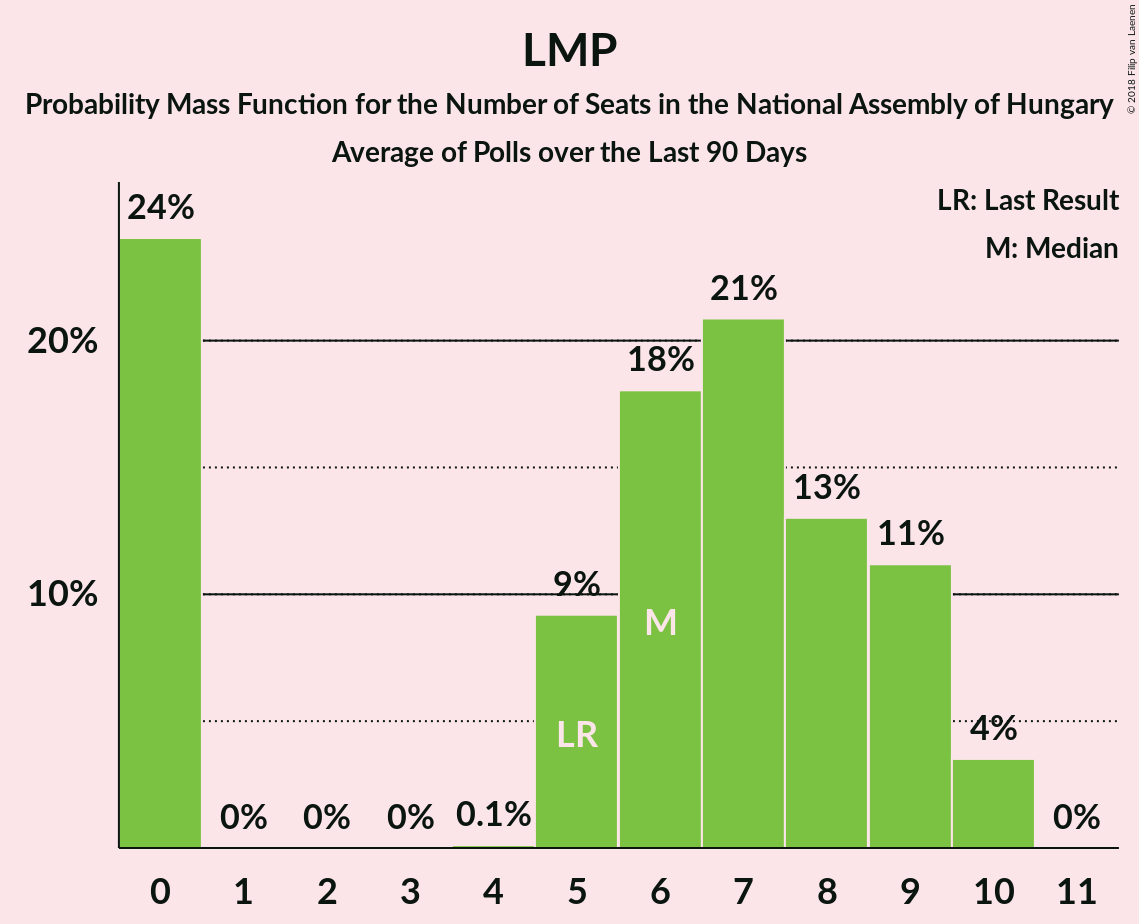 LMP
Probability Mass Function for the Number of Seats in the National Assembly of Hungary
Average of Polls over the Last 90 Days
© 2018 Filip van Laenen
LR: Last Result
M: Median
24%
21%
20%
18%
13%
11%
10%
9%
M
LR
4%
0%
0%
0%
0.1%
0%
0 1 2 3 4 5 6 7 8 9 10 11